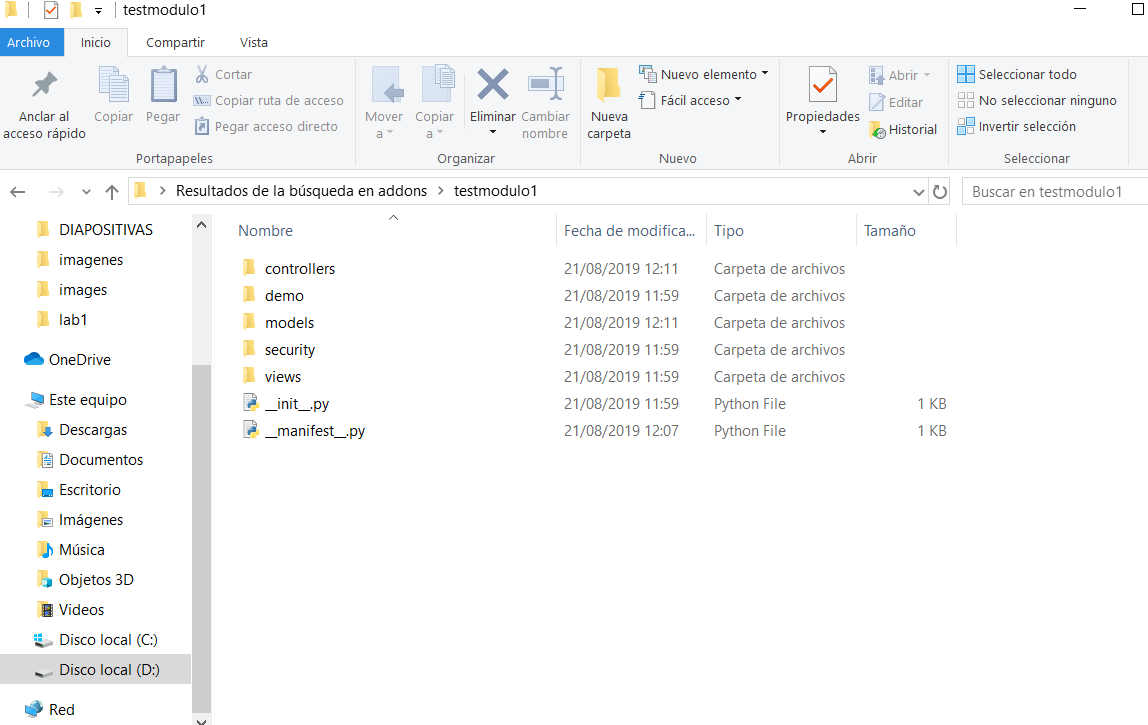 testmodulo1
Archivo Inicio Compartir Vista
Anclar al acceso rápido
Copiar
Pegar
Cortar
Copiar ruta de acceso
Pegar acceso directo
Mover a
Copiar a
Eliminar
Cambiar nombre
Nueva carpeta
Nuevo elemento
Fácil acceso
Propiedades
Abrir
Editar
Historial
Seleccionar todo
No seleccionar ninguno
Invertir selección
Portapapeles Organizar Nuevo Abrir Seleccionar
Resultados de la búsqueda en addons testmodulo1
Buscar en testmodulo1
DIAPOSITIVAS
imagenes
images
lab1
OneDrive
Este equipo
Descargas
Documentos
Escritorio
Imágenes
Música
Objetos 3D
Videos
Disco local (C:)
Disco local (D:)
Red
Nombre Fecha de modifica... Tipo Tamaño
controllers 21/08/2019 12:11 Carpeta de archivos
demo 21/08/2019 11:59 Carpeta de archivos
models 21/08/2019 12:11 Carpeta de archivos
security 21/08/2019 11:59 Carpeta de archivos
views 21/08/2019 11:59 Carpeta de archivos
__init__.py 21/08/2019 11:59 Python File 1 KB
__manifest__.py 21/08/2019 12:07 Python File 1 KB